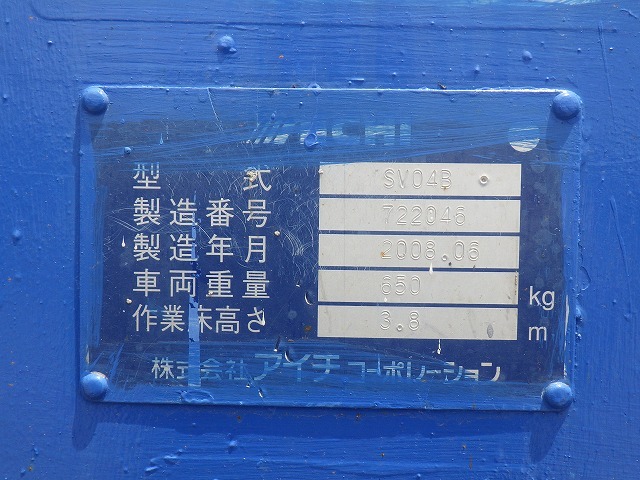 AICHI
型式 SV04B
製造番号 722046
製造年月 2008.06
車両重量 650 kg
作業床高さ 3.8 m
株式会社アイチコーポレーション